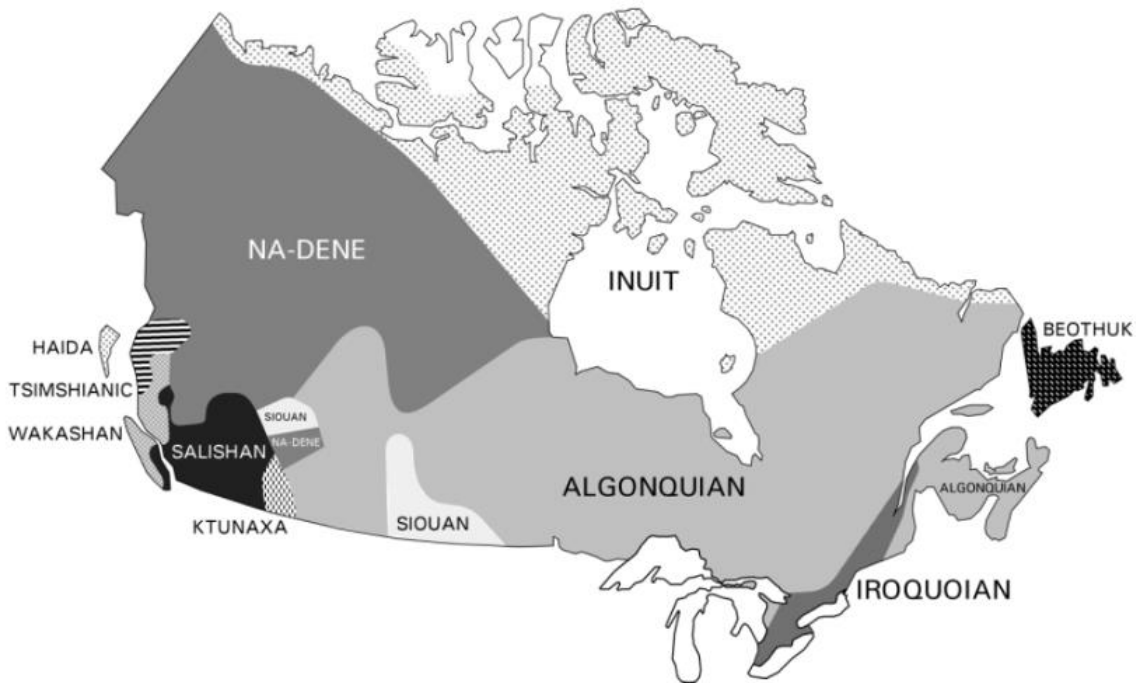 NA-DENE
INUIT
HAIDA
BEOTHUK
TSIMSHIANIC
SIOUAN
WAKASHAN
SALISHAN
NA-DENE
ALGONQUIAN
ALGONQUIAN
KTUNAXA
SIOUAN
IROQUOIAN